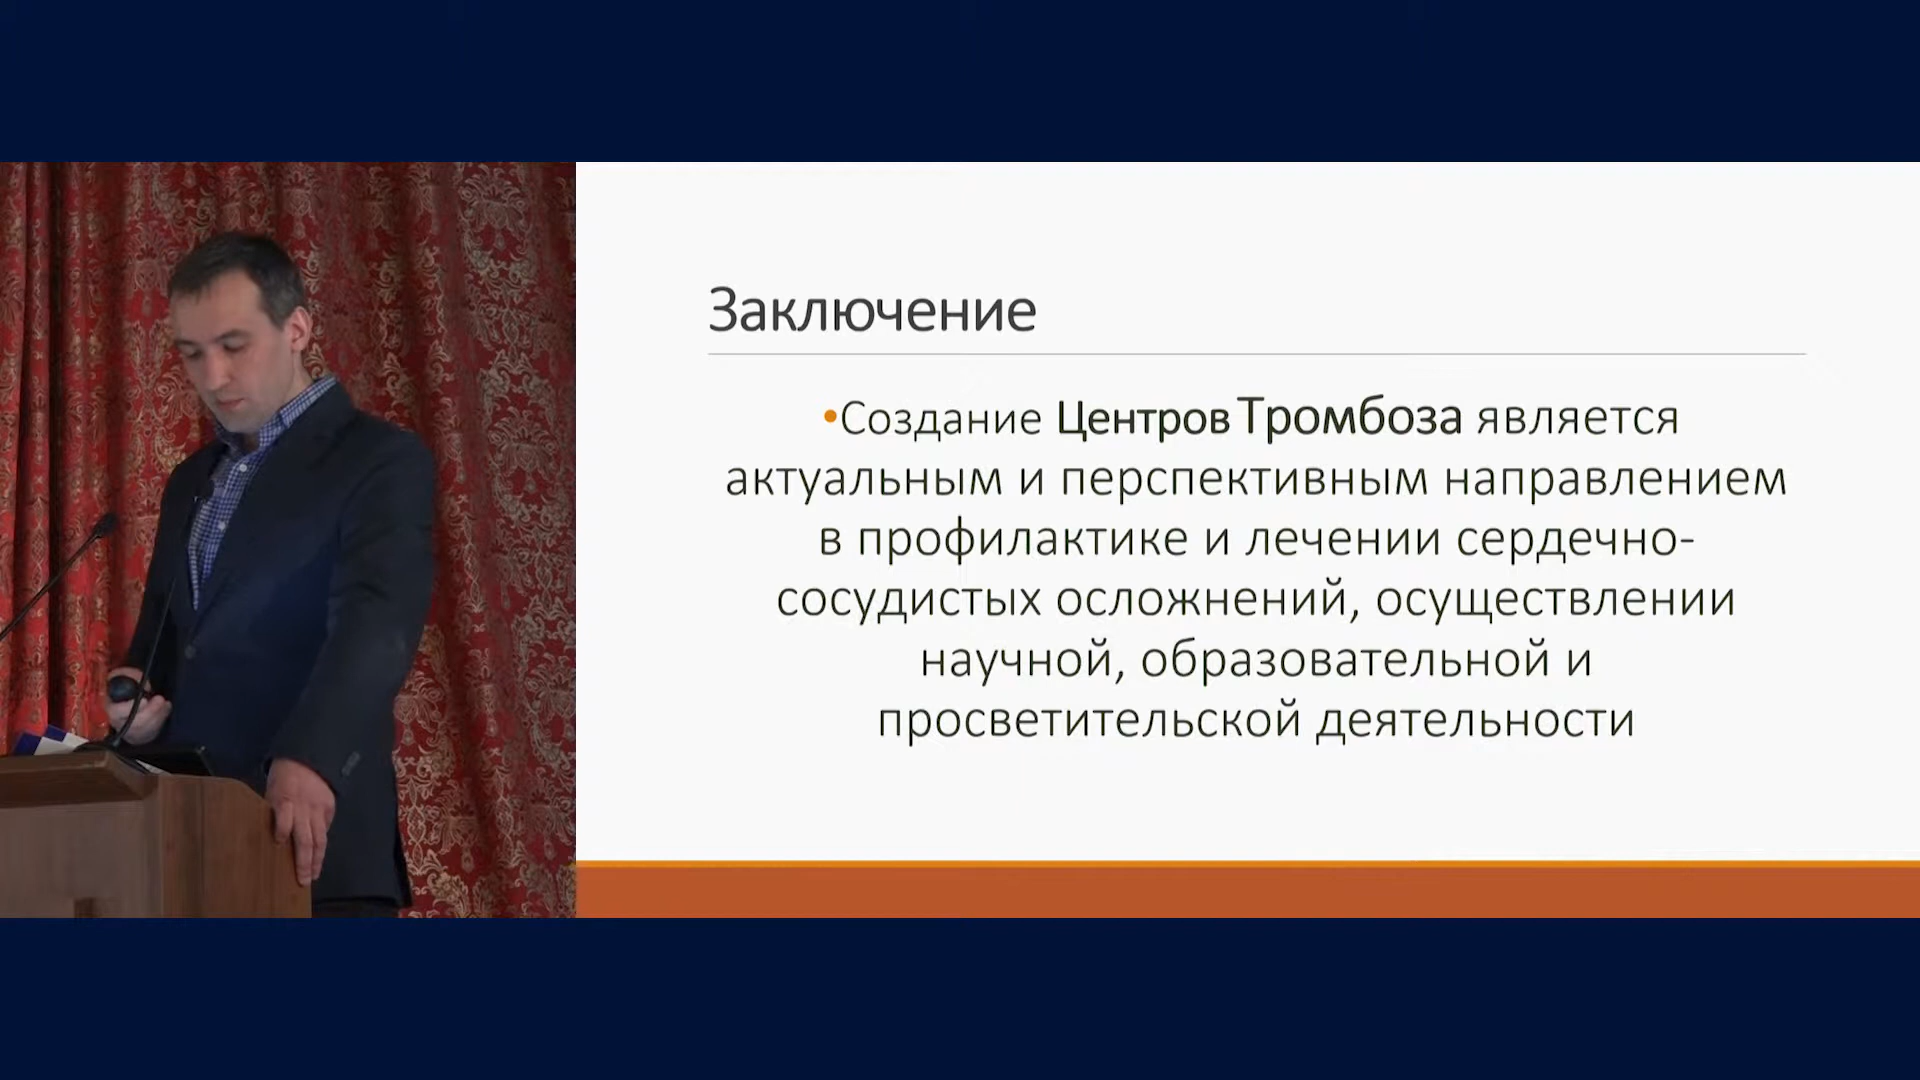 Заключение
•Создание Центров Тромбоза является
актуальным и перспективным направлением
в профилактике и лечении сердечно-
сосудистых осложнений, осуществлении
научной, образовательной и
просветительской деятельности